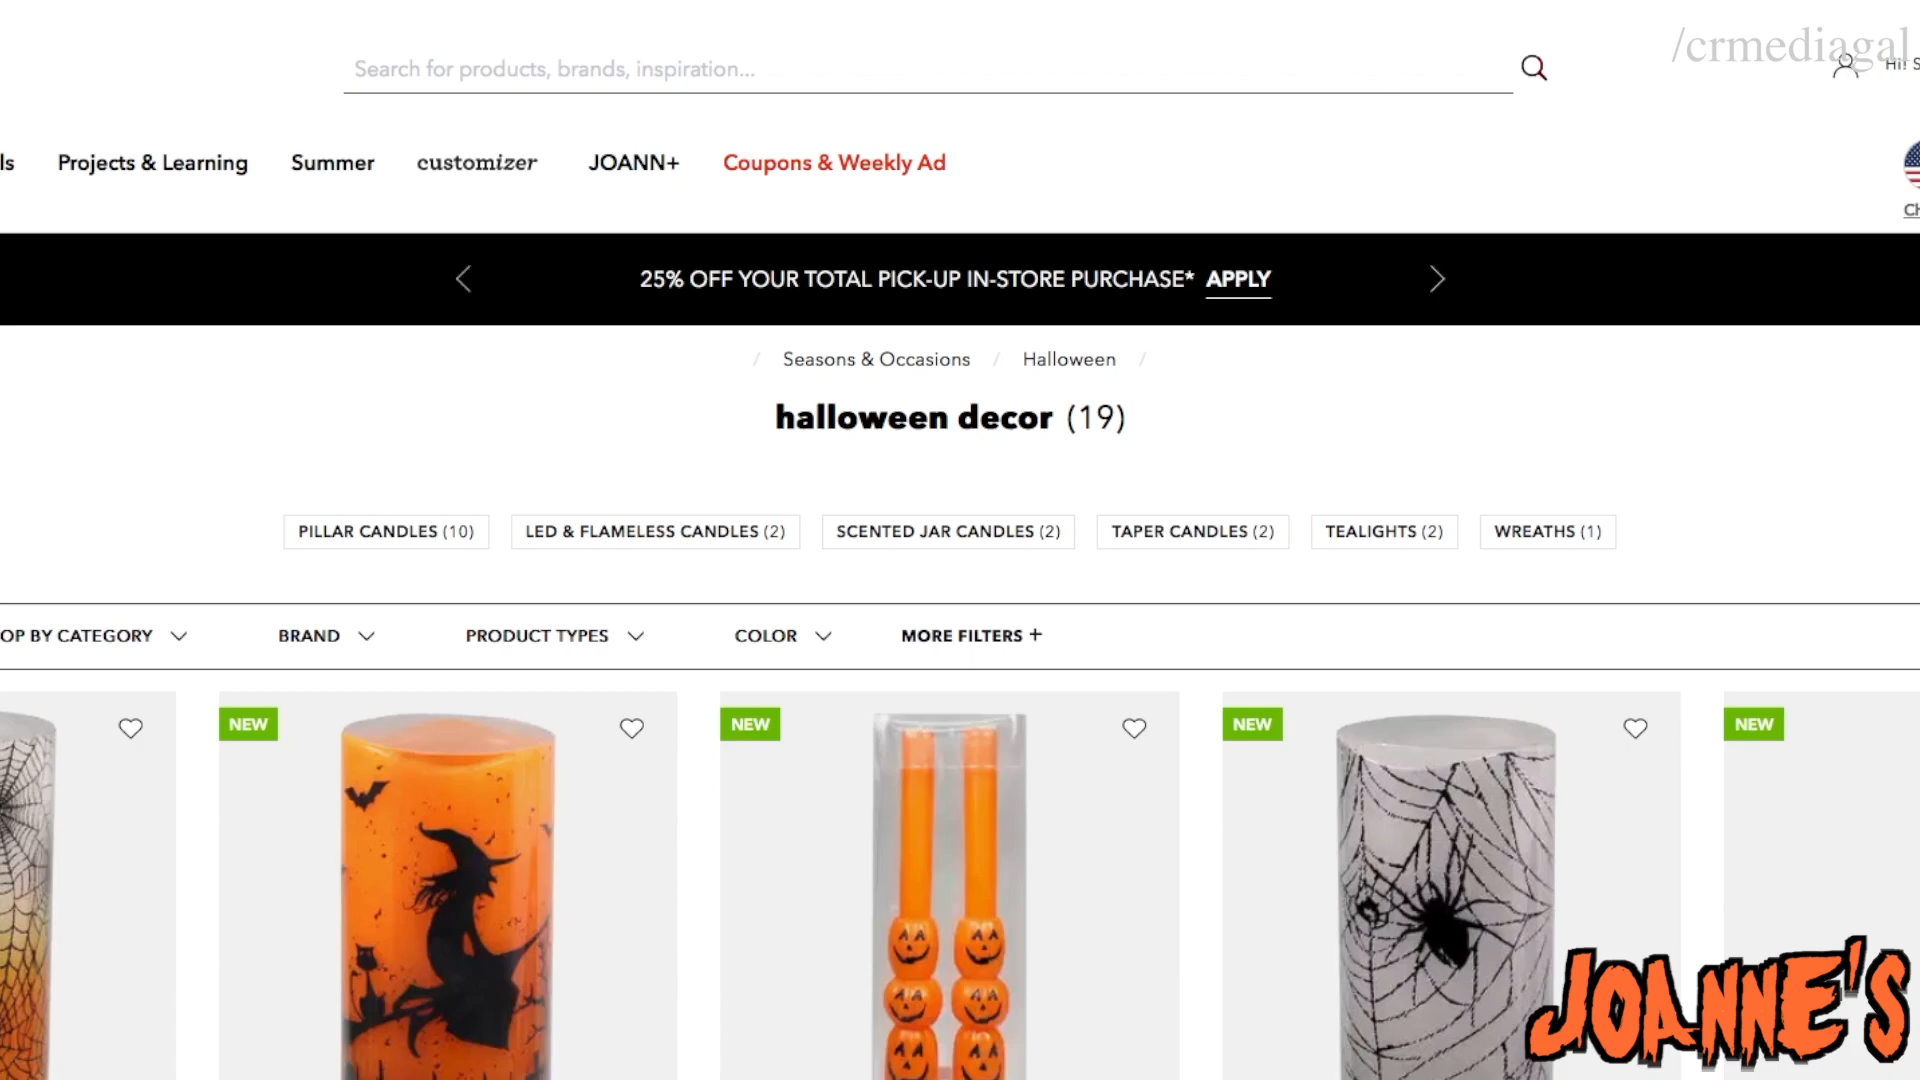 /crmediagal
Search for products, brands, inspiration...
Hi! S
ls
Projects & Learning
Summer
customizer
JOANN+
Coupons & Weekly Ad
Ch
25% OFF YOUR TOTAL PICK-UP IN-STORE PURCHASE* APPLY
/ Seasons & Occasions / Halloween /
halloween decor (19)
PILLAR CANDLES (10)
LED & FLAMELESS CANDLES (2)
SCENTED JAR CANDLES (2)
TAPER CANDLES (2)
TEALIGHTS (2)
WREATHS (1)
OP BY CATEGORY
BRAND
PRODUCT TYPES
COLOR
MORE FILTERS +
NEW
NEW
NEW
NEW
JOANNE'S